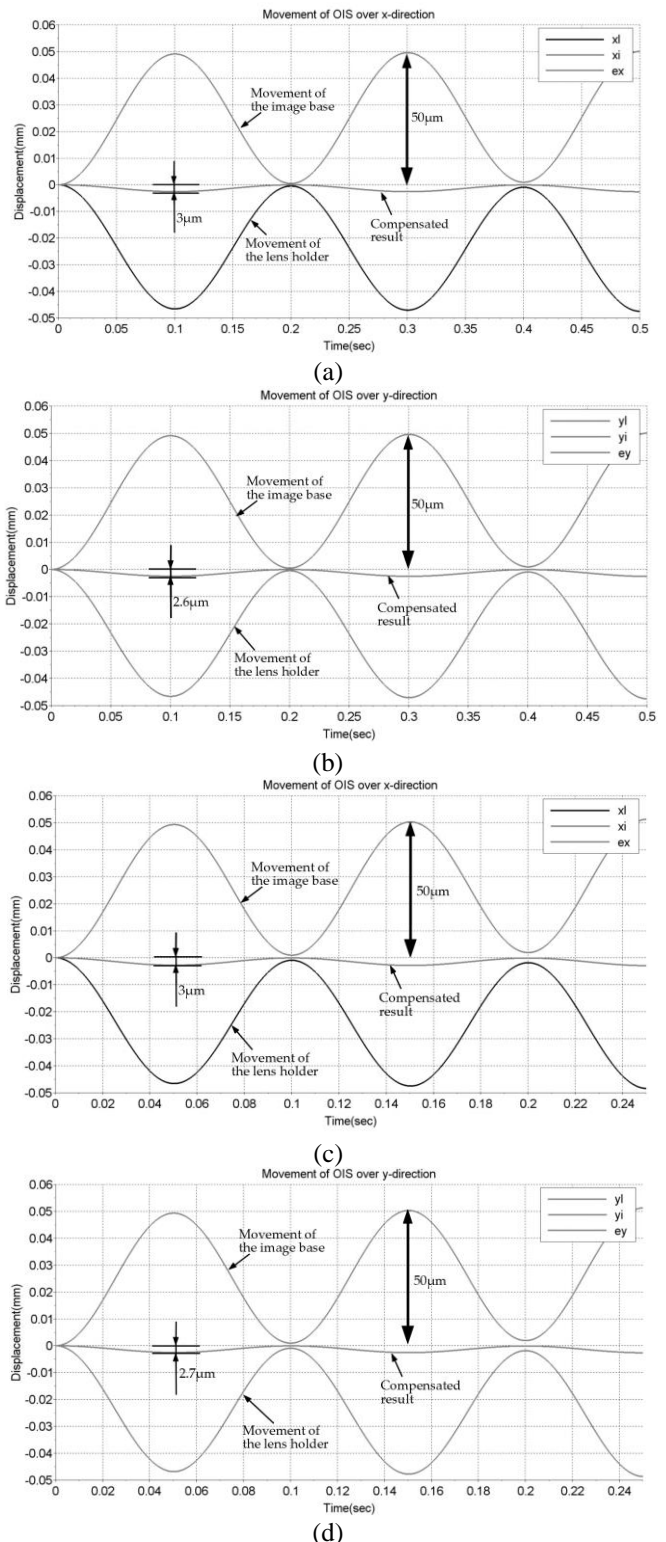 Movement of OIS over x-direction
xl
xi
ex
0.06
0.05
0.04
0.03
0.02
0.01
0
-0.01
-0.02
-0.03
-0.04
-0.05
Displacement(mm)
Movement of
the image base
50μm
3μm
Compensated
result
Movement of
the lens holder
0 0.05 0.1 0.15 0.2 0.25 0.3 0.35 0.4 0.45 0.5
Time(sec)
(a)
Movement of OIS over y-direction
yl
yi
ey
0.06
0.05
0.04
0.03
0.02
0.01
0
-0.01
-0.02
-0.03
-0.04
-0.05
Displacement(mm)
Movement of
the image base
50μm
2.6μm
Compensated
result
Movement of
the lens holder
0 0.05 0.1 0.15 0.2 0.25 0.3 0.35 0.4 0.45 0.5
Time(sec)
(b)
Movement of OIS over x-direction
xl
xi
ex
0.06
0.05
0.04
0.03
0.02
0.01
0
-0.01
-0.02
-0.03
-0.04
-0.05
Displacement(mm)
Movement of
the image base
50μm
3μm
Compensated
result
Movement of
the lens holder
0 0.02 0.04 0.06 0.08 0.1 0.12 0.14 0.16 0.18 0.2 0.22 0.24
Time(sec)
(c)
Movement of OIS over y-direction
yl
yi
ey
0.06
0.05
0.04
0.03
0.02
0.01
0
-0.01
-0.02
-0.03
-0.04
-0.05
Displacement(mm)
Movement of
the image base
50μm
2.7μm
Compensated
result
Movement of
the lens holder
0 0.02 0.04 0.06 0.08 0.1 0.12 0.14 0.16 0.18 0.2 0.22 0.24
Time(sec)
(d)